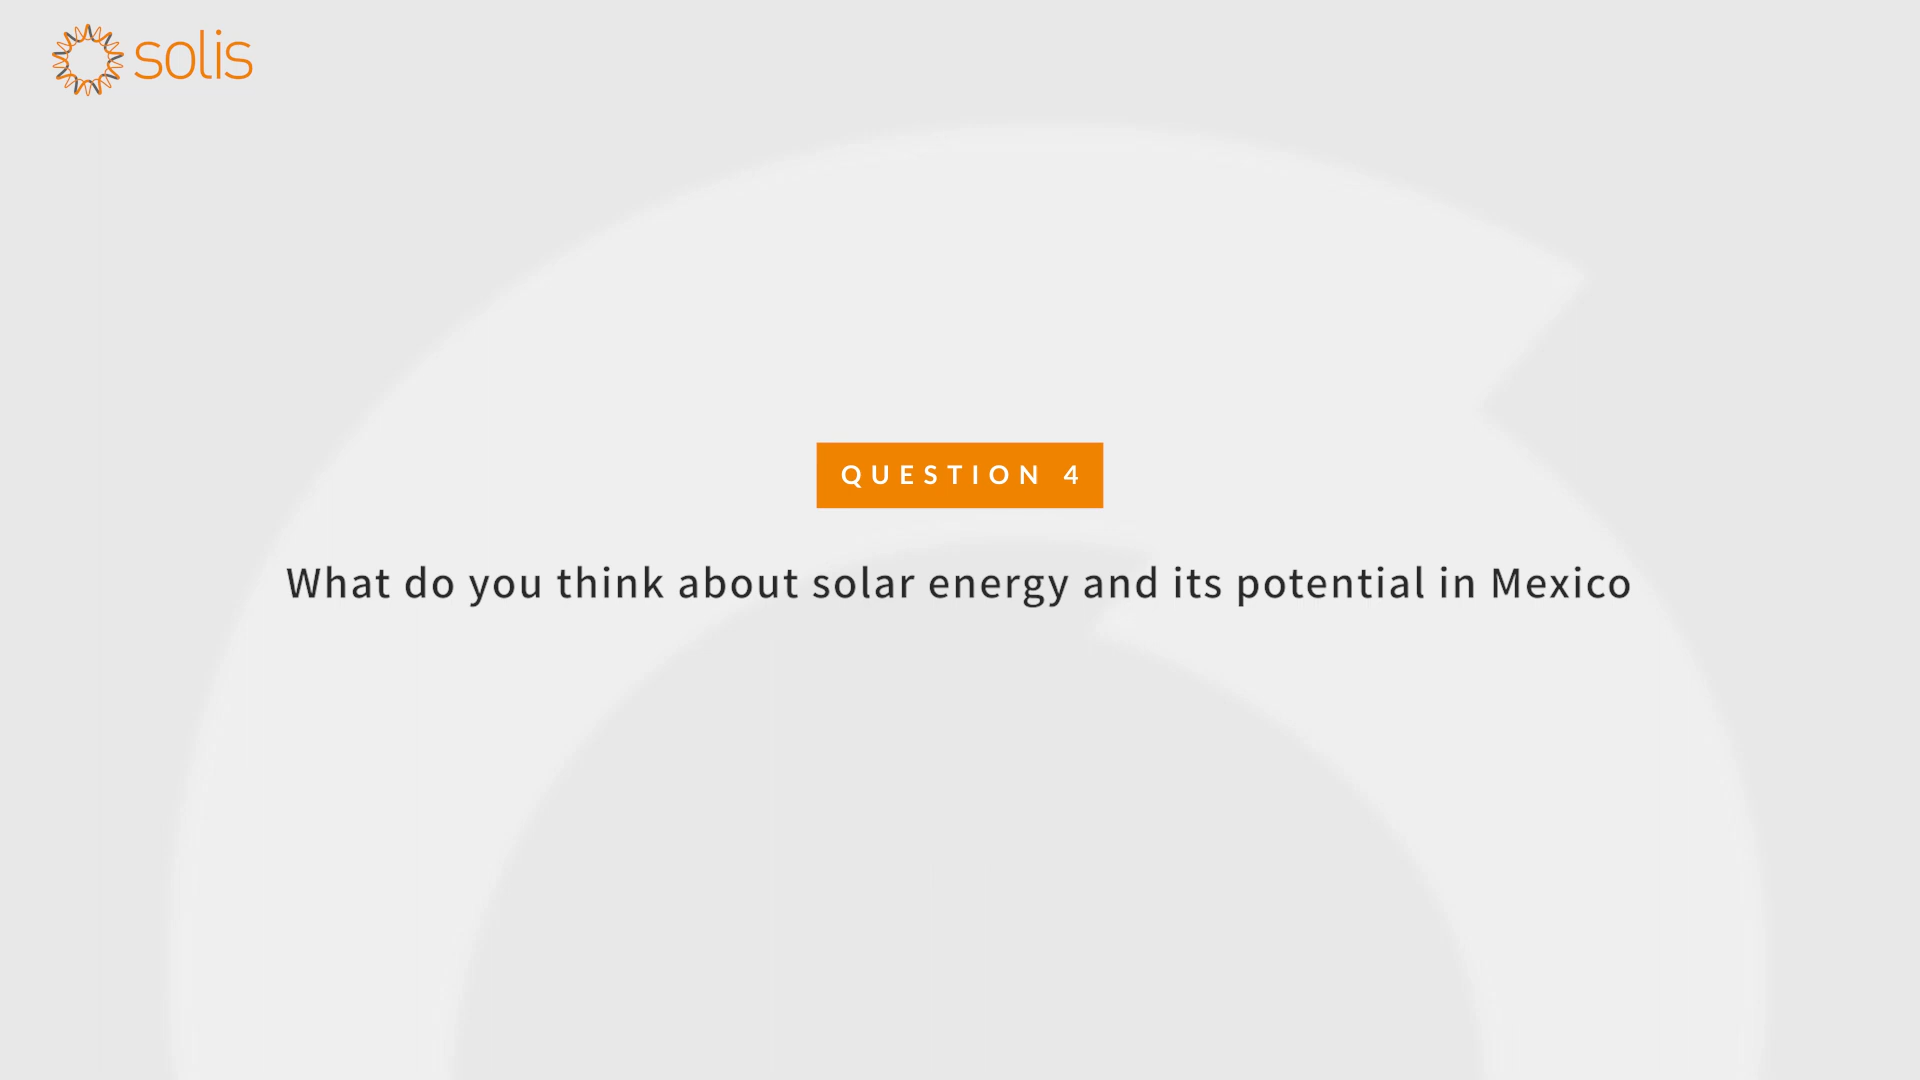 solis
QUESTION 4
What do you think about solar energy and its potential in Mexico